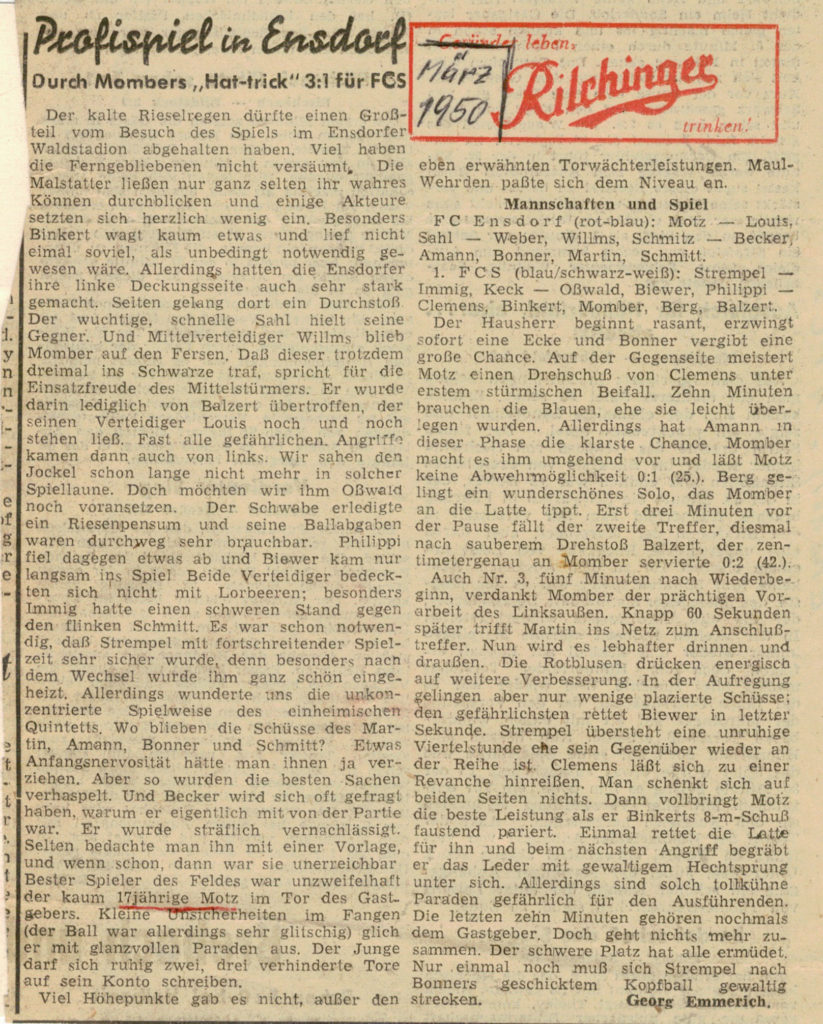 Profispiel in Ensdorf
Durch Mombers „Hat-trick" 3:1 für FCS
Der kalte Rieselregen dürfte einen Groß-
teil vom Besuch des Spiels im Ensdorfer
Waldstadion abgehalten haben. Viel haben
die Ferngebliebenen nicht versäumt. Die
Malstatter ließen nur ganz selten ihr wahres
Können durchblicken und einige Akteure
setzten sich herzlich wenig ein. Besonders
Binkert wagt kaum etwas und lief nicht
eimal soviel, als unbedingt notwendig ge-
wesen wäre. Allerdings hatten die Ensdorfer
ihre linke Deckungsseite auch sehr stark
gemacht. Seiten gelang dort ein Durchstoß.
Der wuchtige, schnelle Sahl hielt seine
Gegner. Und Mittelverteidiger Willms blieb
Momber auf den Fersen. Daß dieser trotzdem
dreimal ins Schwarze traf, spricht für die
Einsatzfreude des Mittelstürmers. Er wurde
darin lediglich von Balzert übertroffen, der
seinen Verteidiger Louis noch und noch
stehen ließ. Fast alle gefährlichen Angriffe
kamen dann auch von links. Wir sahen den
Jockel schon lange nicht mehr in solcher
Spiellaune. Doch möchten wir ihm Oßwald
noch voransetzen. Der Schwabe erledigte
ein Riesenpensum und seine Ballabgaben
waren durchweg sehr brauchbar. Philippi
fiel dagegen etwas ab und Biewer kam nur
langsam ins Spiel Beide Verteidiger bedeck-
ten sich nicht mit Lorbeeren; besonders
Immig hatte einen schweren Stand gegen
den flinken Schmitt. Es war schon notwen-
dig, daß Strempel mit fortschreitender Spiel-
zeit sehr sicher wurde, denn besonders nach
dem Wechsel wurde ihm ganz schön einge-
heizt. Allerdings wunderte uns die unkon-
zentrierte Spielweise des einheimischen
Quintetts. Wo blieben die Schüsse des Mar-
tin, Amann, Bonner und Schmitt? Etwas
Anfangsnervosität hätte man ihnen ja ver-
ziehen. Aber so wurden die besten Sachen
verhaspelt. Und Becker wird sich oft gefragt
haben, warum er eigentlich mit von der Partie
war. Er wurde sträflich vernachlässigt.
Selten bedachte man ihn mit einer Vorlage,
und wenn schon, dann war sie unerreichbar
Bester Spieler des Feldes war unzweifelhaft
der kaum 17jährige Motz im Tor des Gast-
gebers. Kleine Unsicherheiten im Fangen
(der Ball war allerdings sehr glitschig) glich
er mit glanzvollen Paraden aus. Der Junge
darf sich ruhig zwei, drei verhinderte Tore
auf sein Konto schreiben.
Viel Höhepunkte gab es nicht, außer den
Gesünder leben,
März
1950
Rilchinger
trinken!
eben erwähnten Torwächterleistungen. Maul-
Wehrden paßte sich dem Niveau an.
Mannschaften und Spiel
FC Ensdorf (rot-blau): Motz — Louis,
Sahl — Weber, Willms, Schmitz — Becker,
Amann, Bonner, Martin, Schmitt.
1. FCS (blau/schwarz-weiß): Strempel —
Immig, Keck — Oßwald, Biewer, Philippi —
Clemens, Binkert, Momber, Berg, Balzert.
Der Hausherr beginnt rasant, erzwingt
sofort eine Ecke und Bonner vergibt eine
große Chance. Auf der Gegenseite meistert
Motz einen Drehschuß von Clemens unter
erstem stürmischen Beifall. Zehn Minuten
brauchen die Blauen, ehe sie leicht über-
legen wurden. Allerdings hat Amann in
dieser Phase die klarste Chance. Momber
macht es ihm umgehend vor und läßt Motz
keine Abwehrmöglichkeit 0:1 (25.). Berg ge-
lingt ein wunderschönes Solo, das Momber
an die Latte tippt. Erst drei Minuten vor
der Pause fällt der zweite Treffer, diesmal
nach sauberem Drehstoß Balzert, der zen-
timetergenau an Momber servierte 0:2 (42.).
Auch Nr. 3, fünf Minuten nach Wiederbe-
ginn, verdankt Momber der prächtigen Vor-
arbeit des Linksaußen. Knapp 60 Sekunden
später trifft Martin ins Netz zum Anschluß-
treffer. Nun wird es lebhafter drinnen und
draußen. Die Rotblusen drücken energisch
auf weitere Verbesserung. In der Aufregung
gelingen aber nur wenige plazierte Schüsse;
den gefährlichsten rettet Biewer in letzter
Sekunde. Strempel übersteht eine unruhige
Viertelstunde ehe sein Gegenüber wieder an
der Reihe ist. Clemens läßt sich zu einer
Revanche hinreißen. Man schenkt sich auf
beiden Seiten nichts. Dann vollbringt Motz
die beste Leistung als er Binkerts 8-m-Schuß
faustend pariert. Einmal rettet die Latte
für ihn und beim nächsten Angriff begräbt
er das Leder mit gewaltigem Hechtsprung
unter sich. Allerdings sind solch tollkühne
Paraden gefährlich für den Ausführenden.
Die letzten zehn Minuten gehören nochmals
dem Gastgeber. Doch geht nichts mehr zu-
sammen. Der schwere Platz hat alle ermüdet.
Nur einmal noch muß sich Strempel nach
Bonners geschicktem Kopfball gewaltig
strecken. Georg Emmerich.